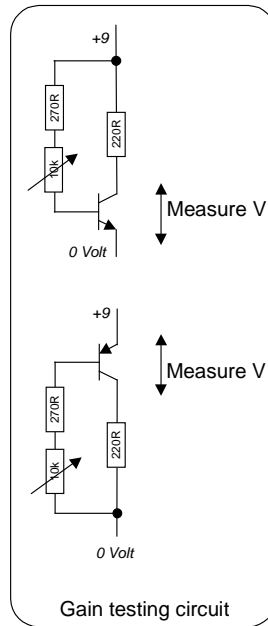 +9
270R
220R
10k
Measure V
0 Volt
+9
Measure V
270R
220R
10k
0 Volt
Gain testing circuit